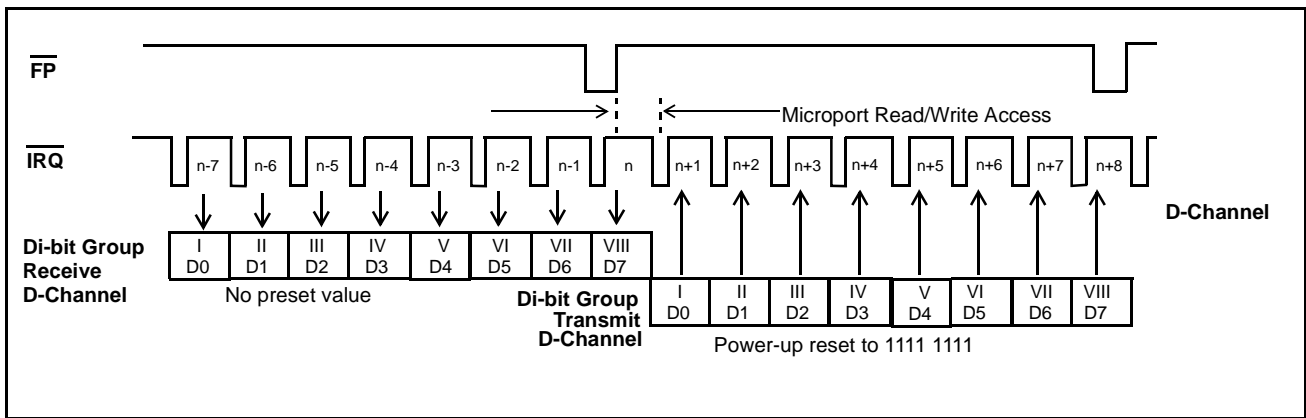 FP
Microport Read/Write Access
IRQ
n-7 n-6 n-5 n-4 n-3 n-2 n-1 n n+1 n+2 n+3 n+4 n+5 n+6 n+7 n+8
D-Channel
Di-bit Group
Receive
D-Channel
I II III IV V VI VII VIII
D0 D1 D2 D3 D4 D5 D6 D7
No preset value
Di-bit Group
Transmit
D-Channel
I II III IV V VI VII VIII
D0 D1 D2 D3 D4 D5 D6 D7
Power-up reset to 1111 1111